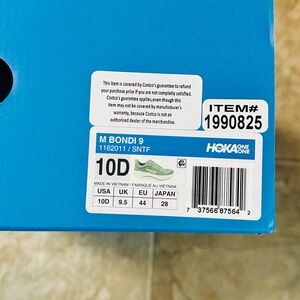 This item is covered by Costco's guarantee to refund
your purchase price if you are not completely satisfied.
Costco's guarantee applies, even though this
item may not be covered by manufacturer's
warranty, because Costco is not an
authorized dealer of the merchandise.
ITEM#
1990825
M BONDI 9
1162011 / SNTF
HOKA ONE ONE
10D
MADE IN VIETNAM / FABRIQUÉ AU VIETNAM
USA UK EU JAPAN
10D 9.5 44 28
7 37566 87564 2